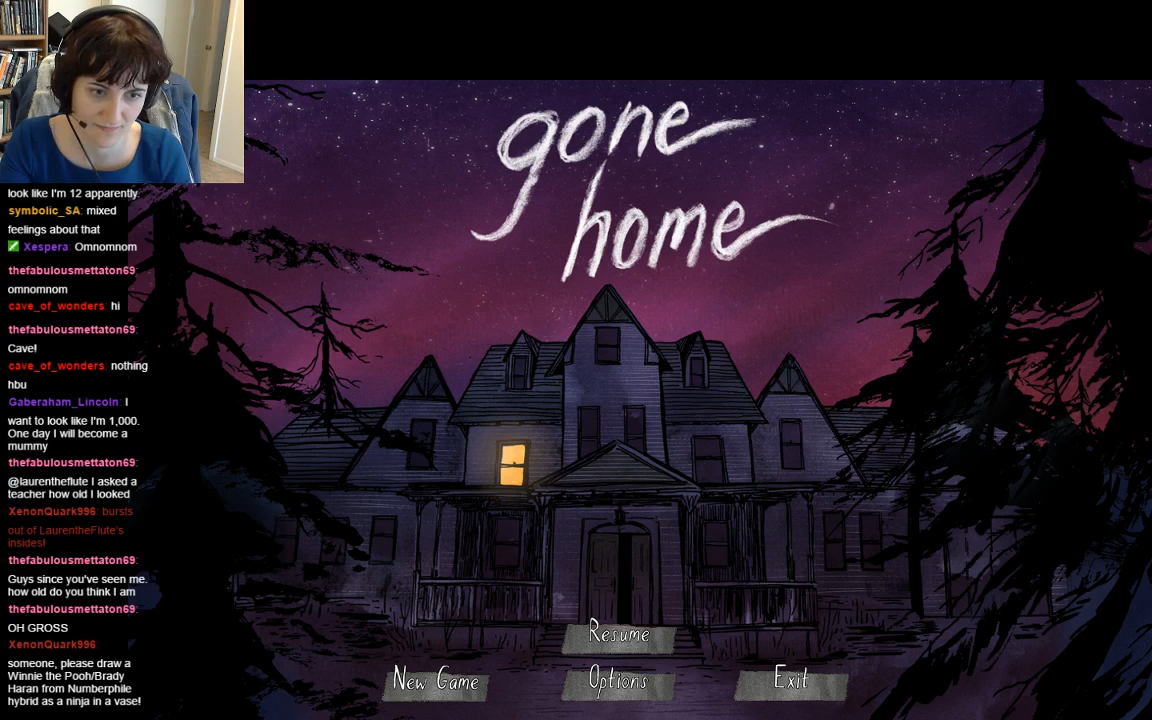 gone
home
look like I'm 12 apparently.
symbolic_SA: mixed
feelings about that
Xespera: Omnomnom
thefabulousmettaton69:
omnomnom
cave_of_wonders: hi
thefabulousmettaton69:
Cave!
cave_of_wonders: nothing
hbu
Gaberaham_Lincoln: I
want to look like I'm 1,000.
One day I will become a
mummy
thefabulousmettaton69:
@laurentheflute I asked a
teacher how old I looked
XenonQuark996: bursts
out of LaurentheFlute's
insides!
thefabulousmettaton69:
Guys since you've seen me.
how old do you think I am
thefabulousmettaton69:
OH GROSS
XenonQuark996:
someone, please draw a
Winnie the Pooh/Brady
Haran from Numberphile
hybrid as a ninja in a vase!
Resume
New Game
Options
Exit